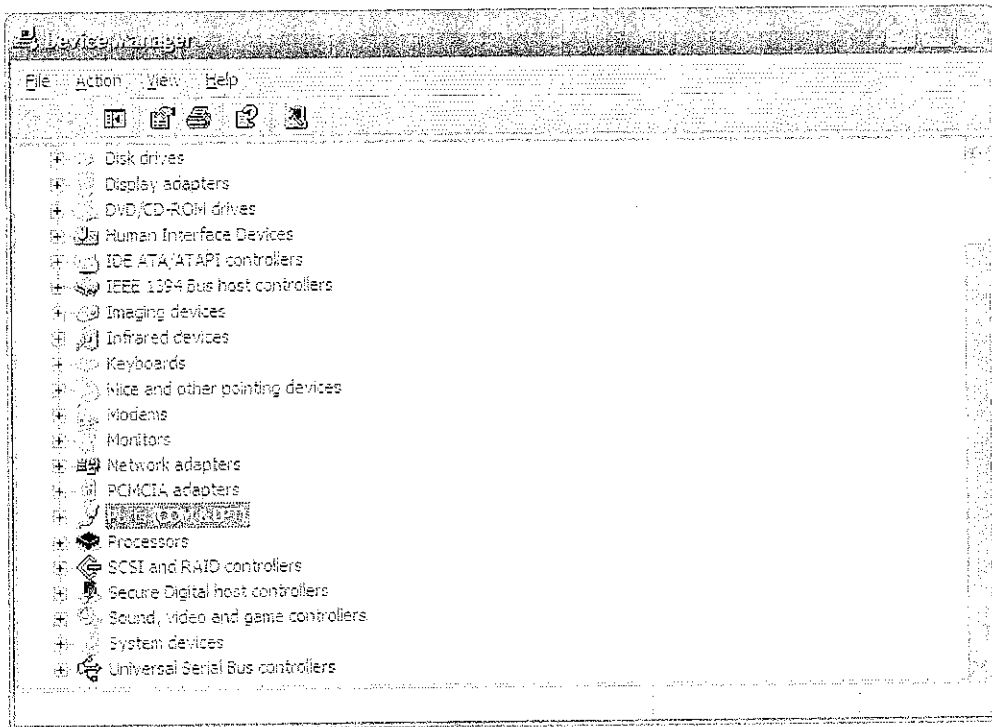 Device Manager
File Action View Help
Disk drives
Display adapters
DVD/CD-ROM drives
Human Interface Devices
IDE ATA/ATAPI controllers
IEEE 1394 Bus host controllers
Imaging devices
Infrared devices
Keyboards
Mice and other pointing devices
Modems
Monitors
Network adapters
PCMCIA adapters
Ports (COM & LPT)
Processors
SCSI and RAID controllers
Secure Digital host controllers
Sound, video and game controllers
System devices
Universal Serial Bus controllers